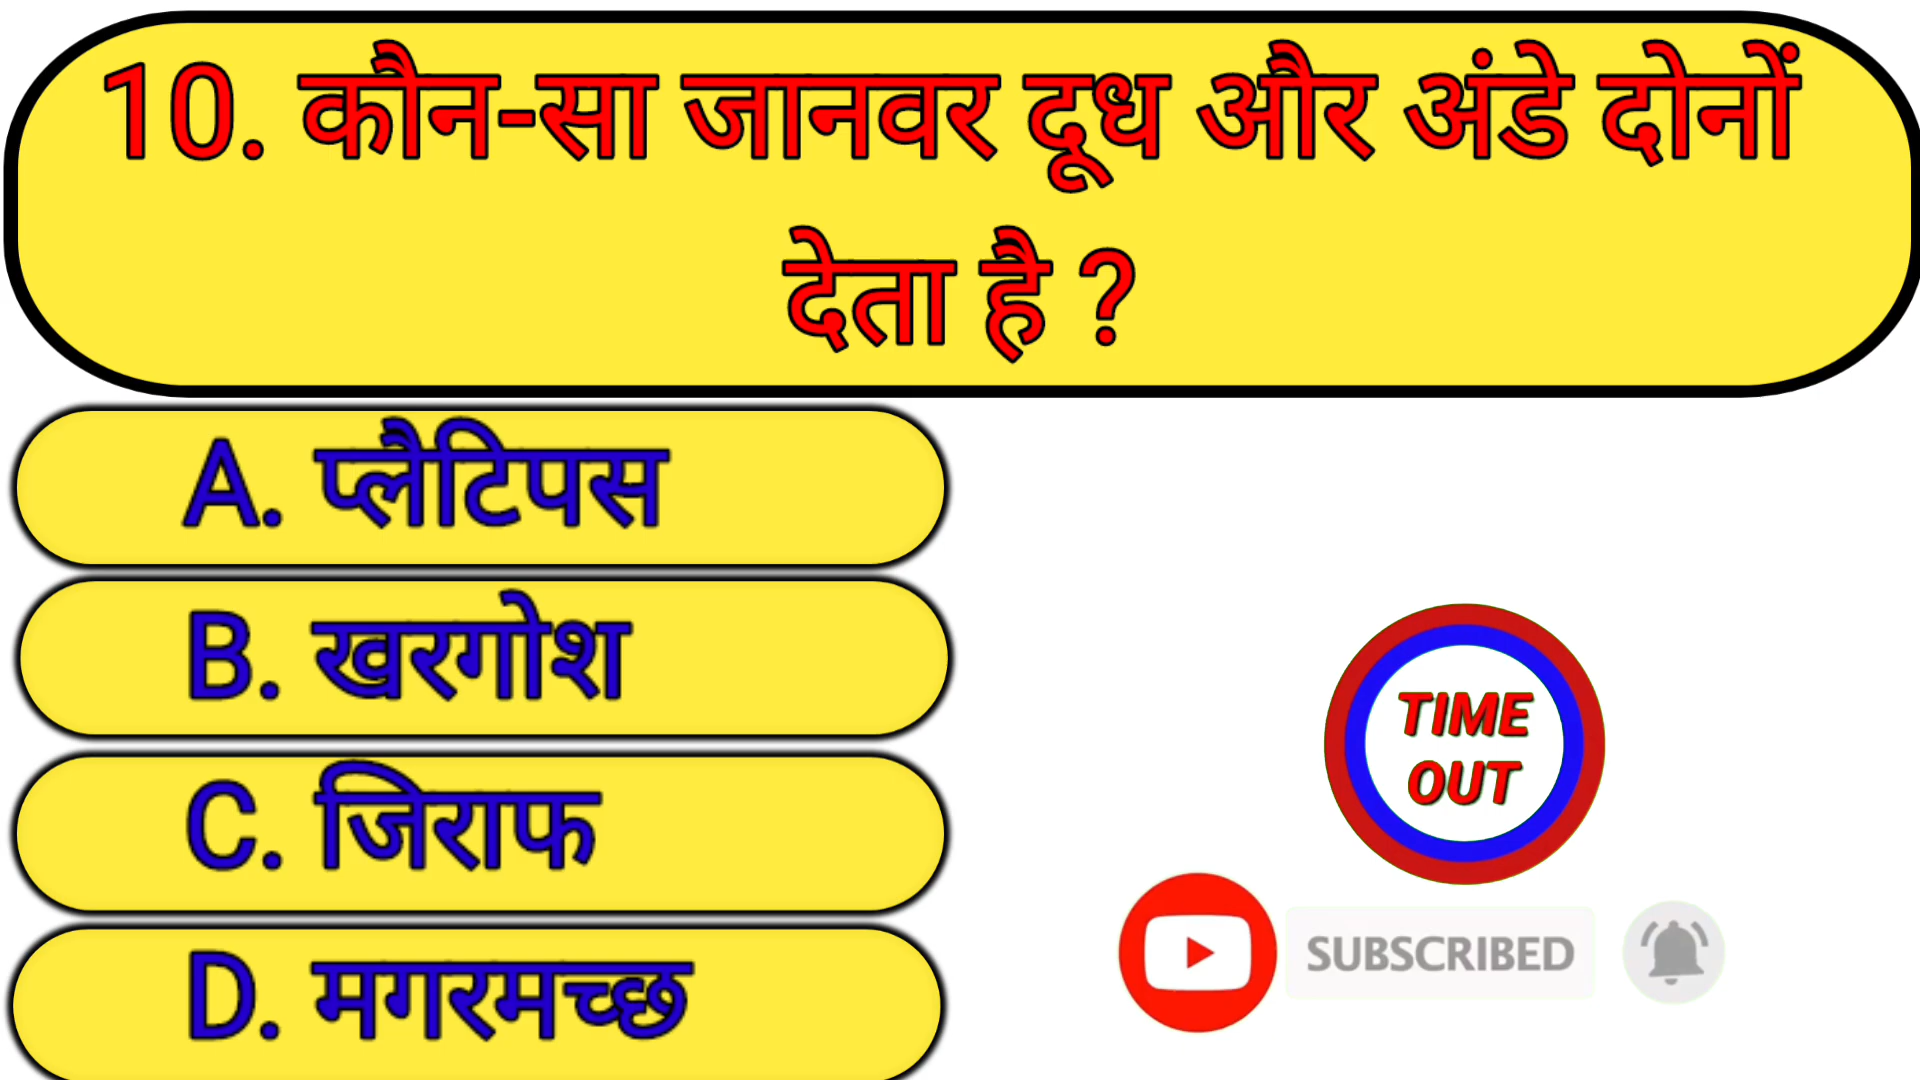 10. कौन-सा जानवर दूध और अंडे दोनों
देता है ?
A. प्लैटिपस
B. खरगोश
C. जिराफ
D. मगरमच्छ
TIME
OUT
SUBSCRIBED